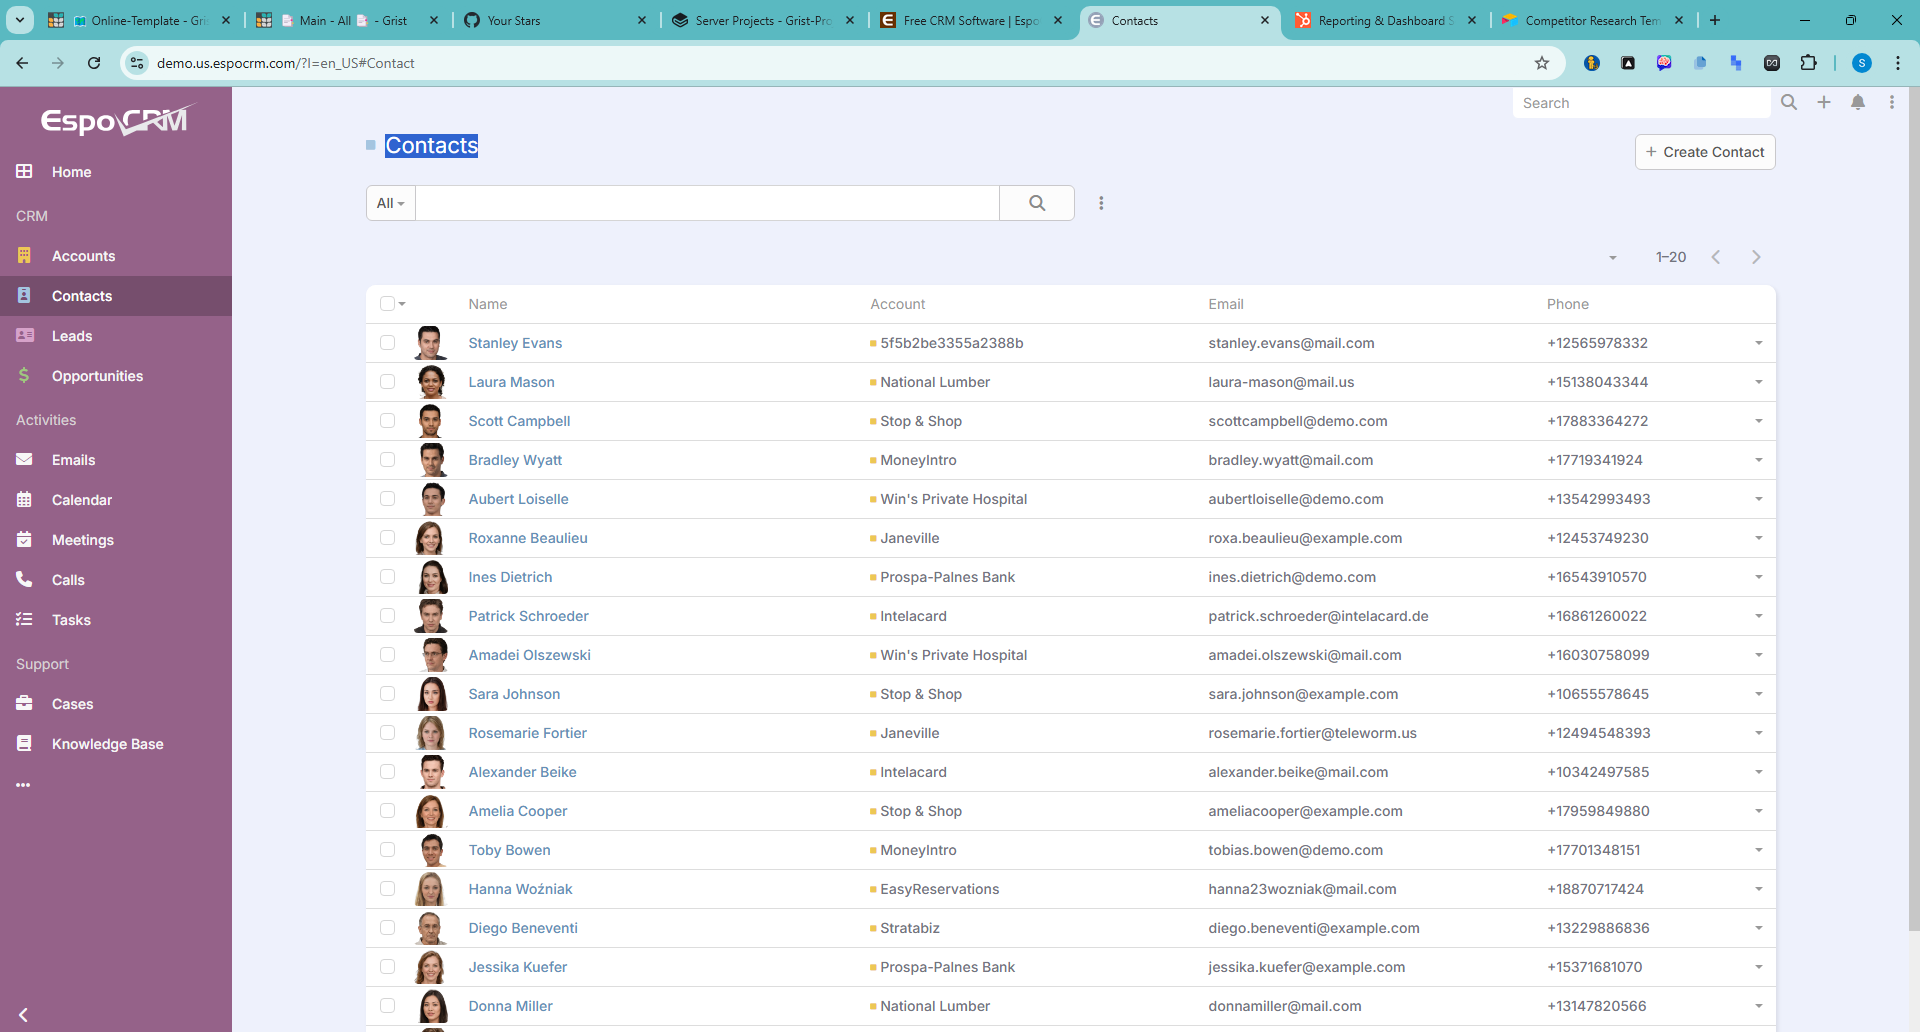 Online-Template - Gris
Main - All - Grist
Your Stars
Server Projects - Grist-Pro
Free CRM Software | Espo
Contacts
Reporting & Dashboard S
Competitor Research Tem
demo.us.espocrm.com/?l=en_US#Contact
S
EspoCRM
Search
Home
CRM
Accounts
Contacts
Leads
Opportunities
Activities
Emails
Calendar
Meetings
Calls
Tasks
Support
Cases
Knowledge Base
Contacts
+ Create Contact
All
1–20
Name Account Email Phone
Stanley Evans 5f5b2be3355a2388b stanley.evans@mail.com +12565978332
Laura Mason National Lumber laura-mason@mail.us +15138043344
Scott Campbell Stop & Shop scottcampbell@demo.com +17883364272
Bradley Wyatt MoneyIntro bradley.wyatt@mail.com +17719341924
Aubert Loiselle Win's Private Hospital aubertloiselle@demo.com +13542993493
Roxanne Beaulieu Janeville roxa.beaulieu@example.com +12453749230
Ines Dietrich Prospa-Palnes Bank ines.dietrich@demo.com +16543910570
Patrick Schroeder Intelacard patrick.schroeder@intelacard.de +16861260022
Amadei Olszewski Win's Private Hospital amadei.olszewski@mail.com +16030758099
Sara Johnson Stop & Shop sara.johnson@example.com +10655578645
Rosemarie Fortier Janeville rosemarie.fortier@teleworm.us +12494548393
Alexander Beike Intelacard alexander.beike@mail.com +10342497585
Amelia Cooper Stop & Shop ameliacooper@example.com +17959849880
Toby Bowen MoneyIntro tobias.bowen@demo.com +17701348151
Hanna Woźniak EasyReservations hanna23wozniak@mail.com +18870717424
Diego Beneventi Stratabiz diego.beneventi@example.com +13229886836
Jessika Kuefer Prospa-Palnes Bank jessika.kuefer@example.com +15371681070
Donna Miller National Lumber donnamiller@mail.com +13147820566